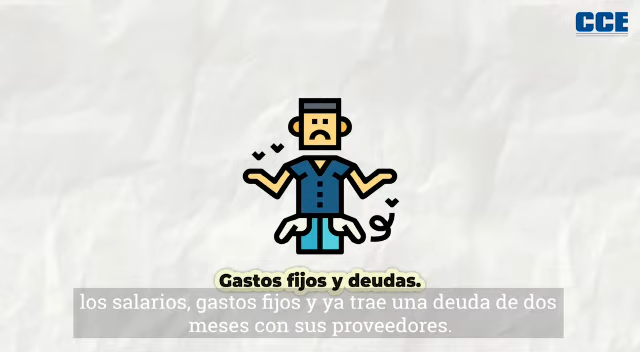 CCE
Gastos fijos y deudas.
los salarios, gastos fijos y ya trae una deuda de dos
meses con sus proveedores.